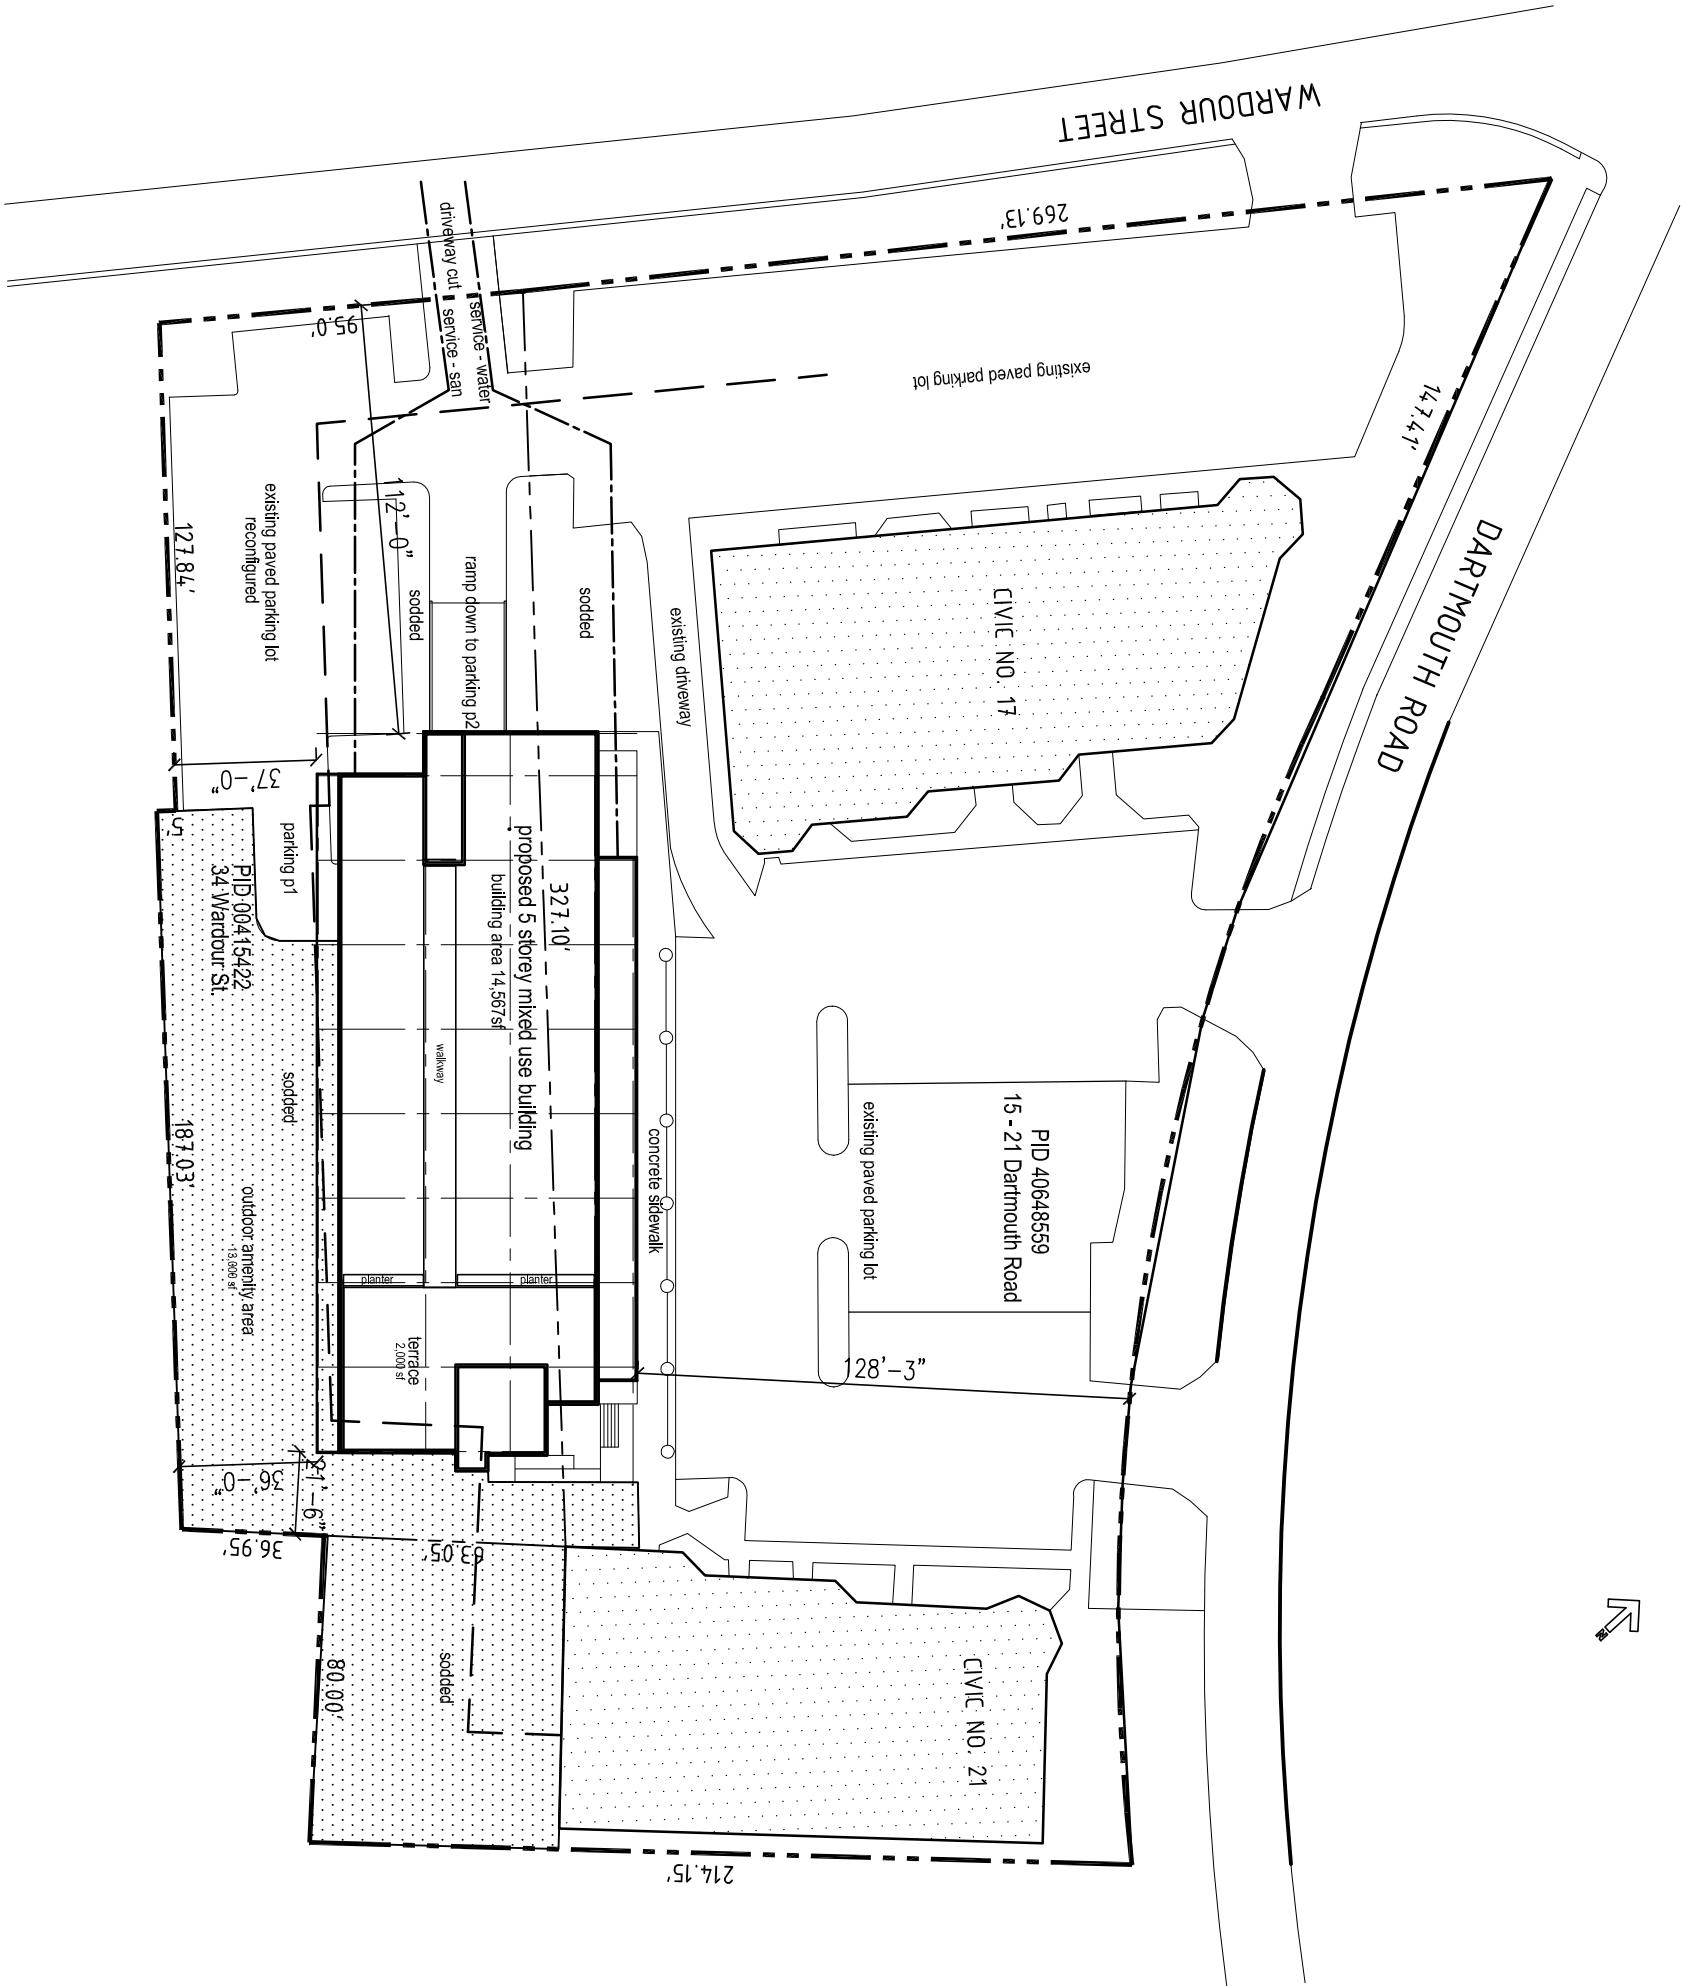 WARDOUR STREET
269.13'
driveway cut
service - water
service - san
95.0'
existing paved parking lot
147.41'
DARTMOUTH ROAD
existing paved parking lot
reconfigured
127.84'
112'-0"
sodded
ramp down to parking p2
sodded
existing driveway
CIVIC NO. 17
37'-0"
5'
parking p1
PID 00415422
34 Wardour St.
327.10'
proposed 5 storey mixed use building
building area 14,567sf
walkway
sodded
187.03'
outdoor amenity area
13,000 sf
concrete sidewalk
existing paved parking lot
PID 40648559
15 - 21 Dartmouth Road
planter
planter
terrace
2,000 sf
128'-3"
36'-0"
21'-6"
36.95'
63.05'
80.00'
sodded
CIVIC NO. 21
214.15'
N